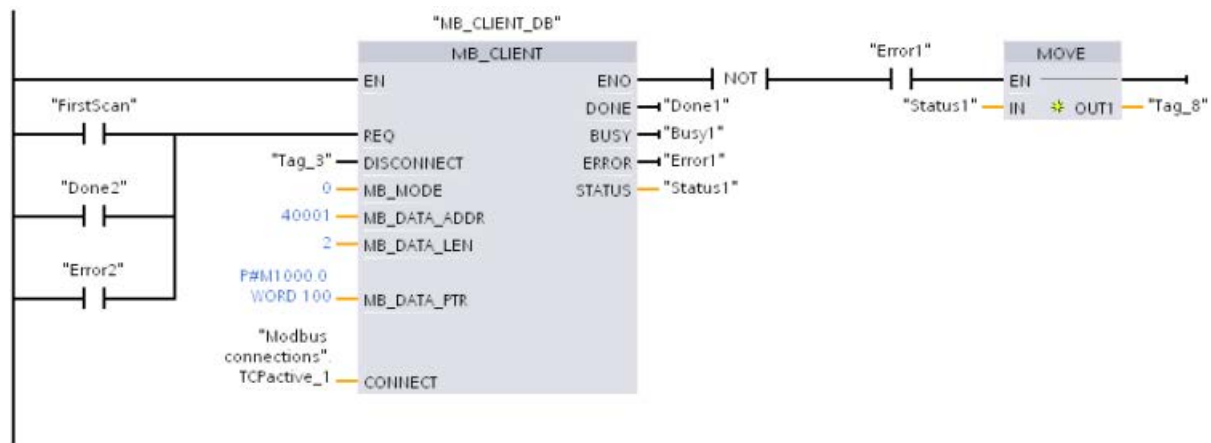 "MB_CLIENT_DB"
MB_CLIENT
"Error1"
MOVE
EN
ENO
NOT
EN
"FirstScan"
DONE
"Done1"
"Status1"
IN
OUT1
"Tag_8"
REQ
BUSY
"Busy1"
"Tag_3"
DISCONNECT
ERROR
"Error1"
"Done2"
0
MB_MODE
STATUS
"Status1"
40001
MB_DATA_ADDR
2
MB_DATA_LEN
"Error2"
P#M1000.0
WORD 100
MB_DATA_PTR
"Modbus
connections".
TCPactive_1
CONNECT